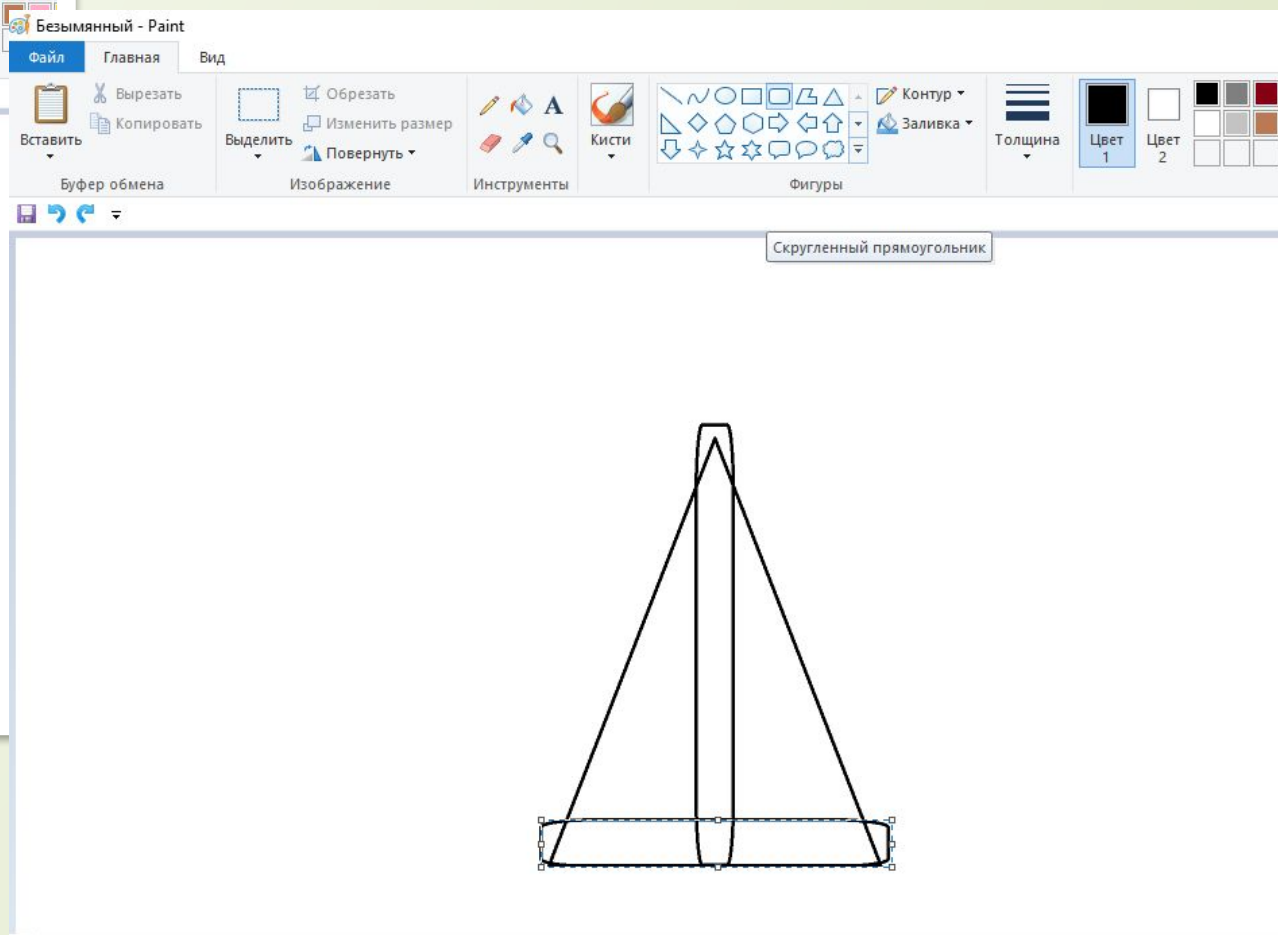 Безымянный - Paint
Файл Главная Вид
Вставить
Вырезать
Копировать
Буфер обмена
Выделить
Обрезать
Изменить размер
Повернуть
Изображение
A
Инструменты
Кисти
Контур
Заливка
Фигуры
Толщина
Цвет 1
Цвет 2
Скругленный прямоугольник